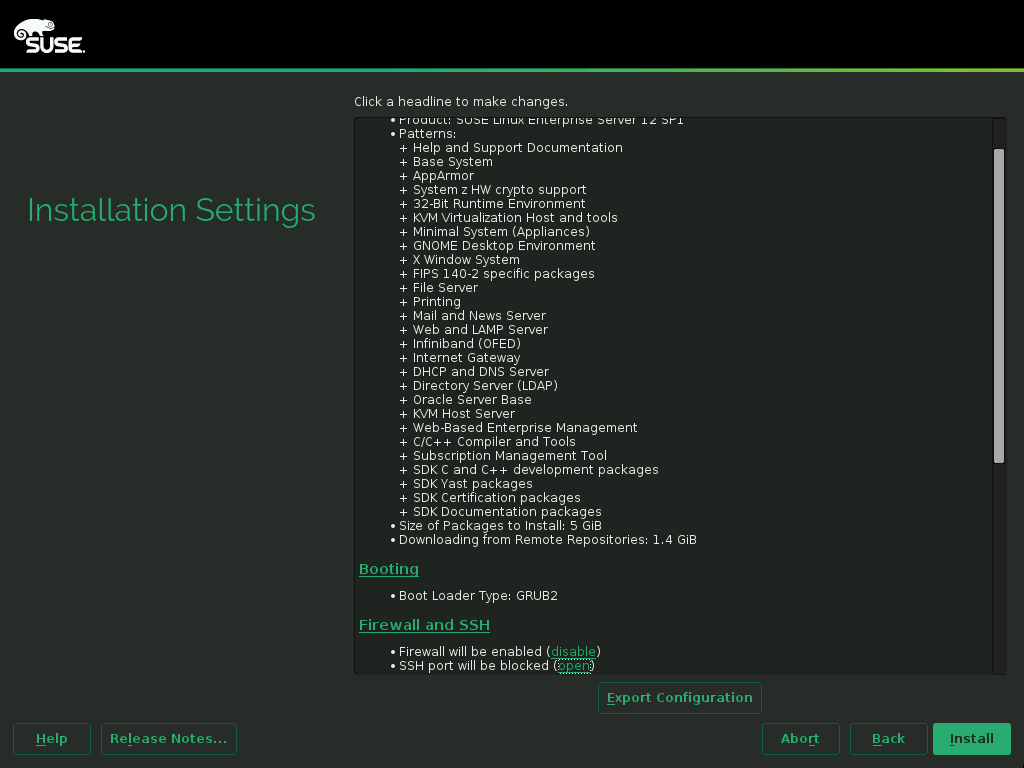 SUSE
Click a headline to make changes.
Installation Settings
• Product: SUSE Linux Enterprise Server 12 SP1
• Patterns:
+ Help and Support Documentation
+ Base System
+ AppArmor
+ System z HW crypto support
+ 32-Bit Runtime Environment
+ KVM Virtualization Host and tools
+ Minimal System (Appliances)
+ GNOME Desktop Environment
+ X Window System
+ FIPS 140-2 specific packages
+ File Server
+ Printing
+ Mail and News Server
+ Web and LAMP Server
+ Infiniband (OFED)
+ Internet Gateway
+ DHCP and DNS Server
+ Directory Server (LDAP)
+ Oracle Server Base
+ KVM Host Server
+ Web-Based Enterprise Management
+ C/C++ Compiler and Tools
+ Subscription Management Tool
+ SDK C and C++ development packages
+ SDK Yast packages
+ SDK Certification packages
+ SDK Documentation packages
• Size of Packages to Install: 5 GiB
• Downloading from Remote Repositories: 1.4 GiB
Booting
• Boot Loader Type: GRUB2
Firewall and SSH
• Firewall will be enabled (disable)
• SSH port will be blocked (open)
Export Configuration
Help Release Notes... Abort Back Install